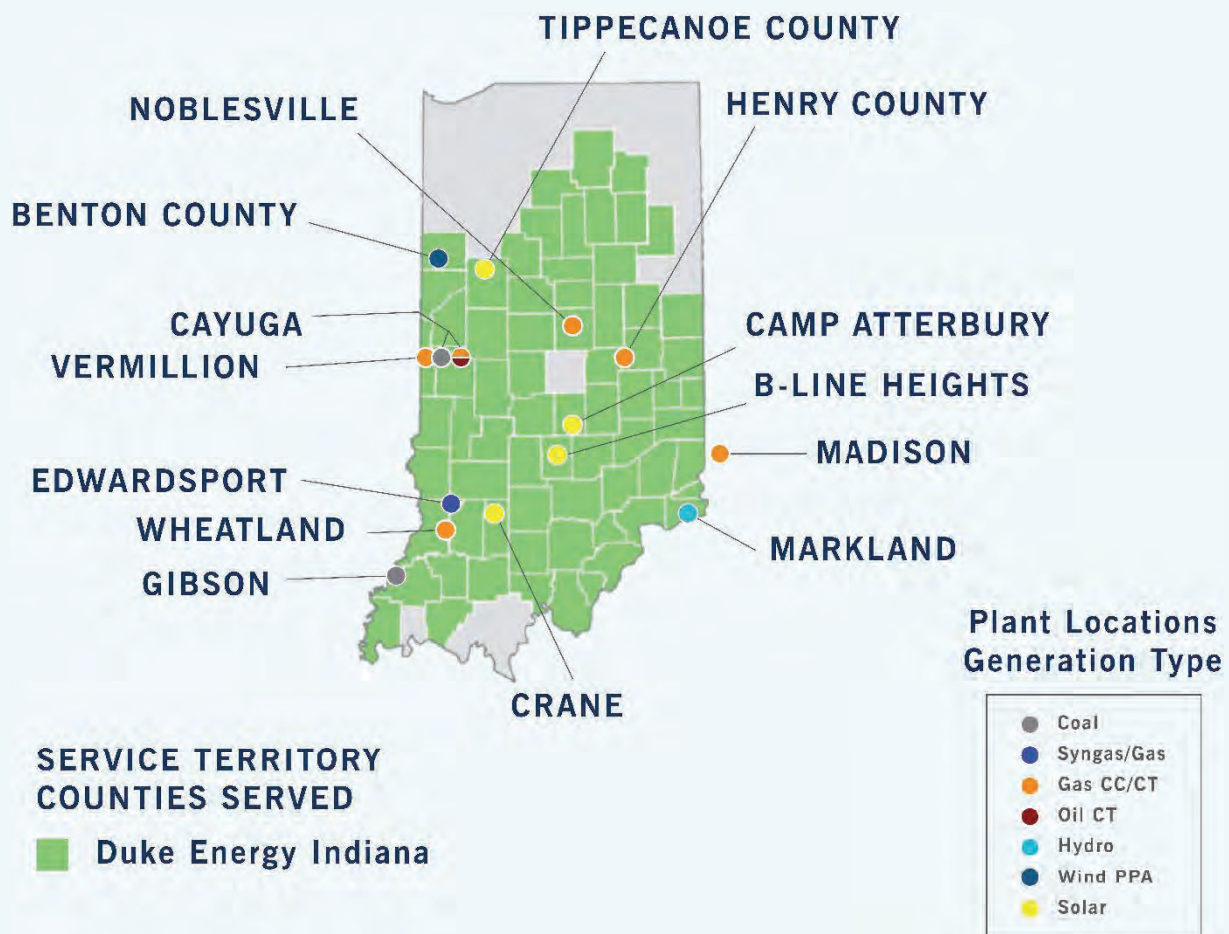 TIPPECANOE COUNTY
NOBLESVILLE
HENRY COUNTY
BENTON COUNTY
CAYUGA
CAMP ATTERBURY
VERMILLION
B-LINE HEIGHTS
MADISON
EDWARDSPORT
WHEATLAND
MARKLAND
GIBSON
CRANE
Plant Locations
Generation Type
Coal
Syngas/Gas
Gas CC/CT
Oil CT
Hydro
Wind PPA
Solar
SERVICE TERRITORY
COUNTIES SERVED
Duke Energy Indiana